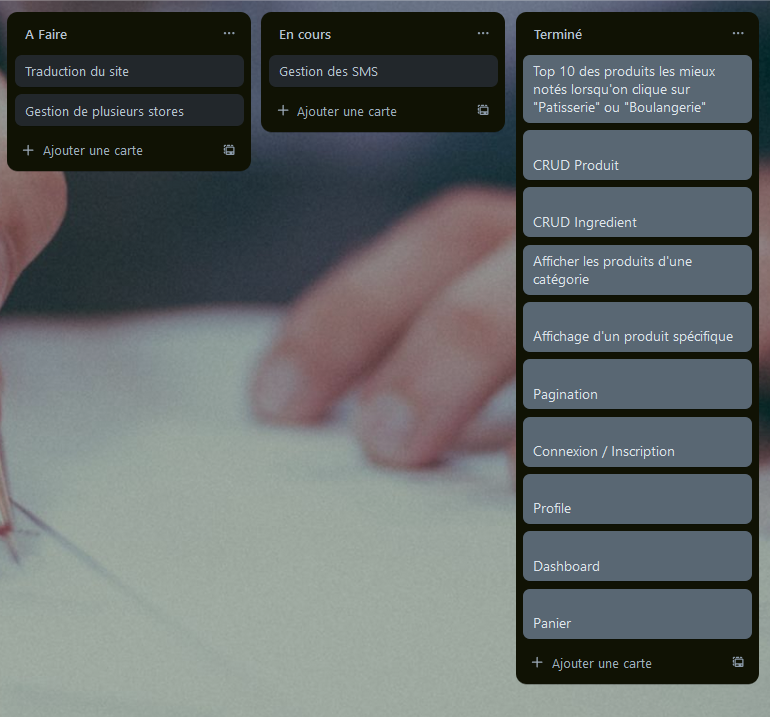 A Faire
Traduction du site
Gestion de plusieurs stores
Ajouter une carte
En cours
Gestion des SMS
Ajouter une carte
Terminé
Top 10 des produits les mieux
notés lorsqu'on clique sur
"Patisserie" ou "Boulangerie"
CRUD Produit
CRUD Ingredient
Afficher les produits d'une
catégorie
Affichage d'un produit spécifique
Pagination
Connexion / Inscription
Profile
Dashboard
Panier
Ajouter une carte